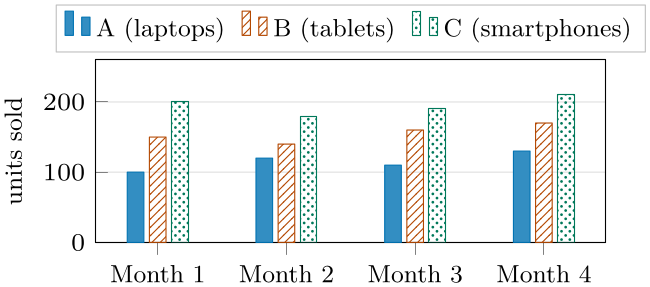 A (laptops) B (tablets) C (smartphones)
units sold
200
100
0
Month 1 Month 2 Month 3 Month 4